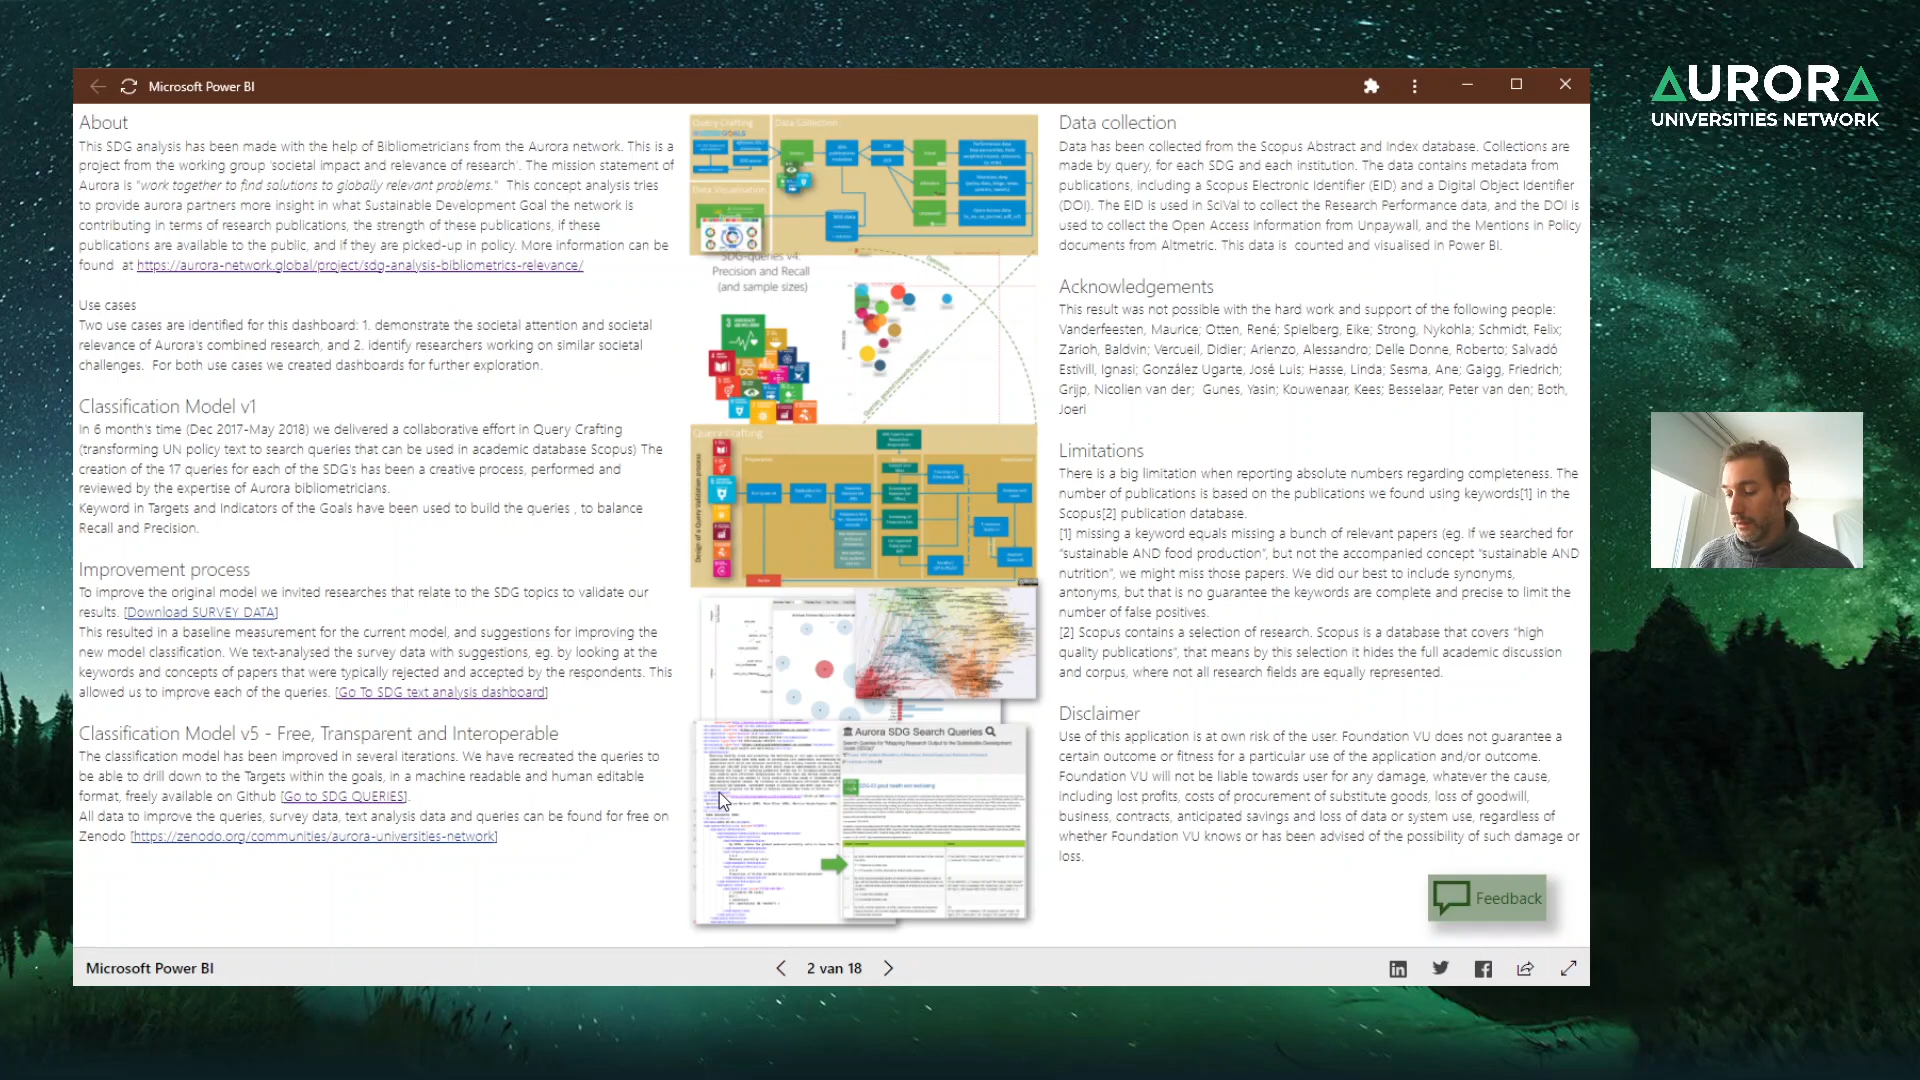 Microsoft Power BI
AURORA
UNIVERSITIES NETWORK
About
This SDG analysis has been made with the help of Bibliometricians from the Aurora network. This is a
project from the working group 'societal impact and relevance of research'. The mission statement of
Aurora is "work together to find solutions to globally relevant problems." This concept analysis tries
to provide aurora partners more insight in what Sustainable Development Goal the network is
contributing in terms of research publications, the strength of these publications, if these
publications are available to the public, and if they are picked-up in policy. More information can be
found at https://aurora-network.global/project/sdg-analysis-bibliometrics-relevance/
Use cases
Two use cases are identified for this dashboard: 1. demonstrate the societal attention and societal
relevance of Aurora's combined research, and 2. identify researchers working on similar societal
challenges. For both use cases we created dashboards for further exploration.
Classification Model v1
In 6 month's time (Dec 2017-May 2018) we delivered a collaborative effort in Query Crafting
(transforming UN policy text to search queries that can be used in academic database Scopus) The
creation of the 17 queries for each of the SDG's has been a creative process, performed and
reviewed by the expertise of Aurora bibliometricians.
Keyword in Targets and Indicators of the Goals have been used to build the queries , to balance
Recall and Precision.
Improvement process
To improve the original model we invited researches that relate to the SDG topics to validate our
results. [Download SURVEY DATA]
This resulted in a baseline measurement for the current model, and suggestions for improving the
new model classification. We text-analysed the survey data with suggestions, eg. by looking at the
keywords and concepts of papers that were typically rejected and accepted by the respondents. This
allowed us to improve each of the queries. [Go To SDG text analysis dashboard]
Classification Model v5 - Free, Transparent and Interoperable
The classification model has been improved in several iterations. We have recreated the queries to
be able to drill down to the Targets within the goals, in a machine readable and human editable
format, freely available on Github [Go to SDG QUERIES].
All data to improve the queries, survey data, text analysis data and queries can be found for free on
Zenodo [https://zenodo.org/communities/aurora-universities-network]
Query Crafting
Data Collection
Data Visualisation
SDG-queries v4:
Precision and Recall
(and sample sizes)
Query Crafting
Design of a Query validation process
Aurora SDG Search Queries
Data collection
Data has been collected from the Scopus Abstract and Index database. Collections are
made by query, for each SDG and each institution. The data contains metadata from
publications, including a Scopus Electronic Identifier (EID) and a Digital Object Identifier
(DOI). The EID is used in SciVal to collect the Research Performance data, and the DOI is
used to collect the Open Access Information from Unpaywall, and the Mentions in Policy
documents from Altmetric. This data is counted and visualised in Power BI.
Acknowledgements
This result was not possible with the hard work and support of the following people:
Vanderfeesten, Maurice; Otten, René; Spielberg, Eike; Strong, Nykohla; Schmidt, Felix;
Zarioh, Baldvin; Vercueil, Didier; Arienzo, Alessandro; Delle Donne, Roberto; Salvadó
Estivill, Ignasi; González Ugarte, José Luis; Hasse, Linda; Sesma, Ane; Gaigg, Friedrich;
Grijp, Nicolien van der; Gunes, Yasin; Kouwenaar, Kees; Besselaar, Peter van den; Both,
Joeri
Limitations
There is a big limitation when reporting absolute numbers regarding completeness. The
number of publications is based on the publications we found using keywords[1] in the
Scopus[2] publication database.
[1] missing a keyword equals missing a bunch of relevant papers (eg. If we searched for
"sustainable AND food production", but not the accompanied concept "sustainable AND
nutrition", we might miss those papers. We did our best to include synonyms,
antonyms, but that is no guarantee the keywords are complete and precise to limit the
number of false positives.
[2] Scopus contains a selection of research. Scopus is a database that covers "high
quality publications", that means by this selection it hides the full academic discussion
and corpus, where not all research fields are equally represented.
Disclaimer
Use of this application is at own risk of the user. Foundation VU does not guarantee a
certain outcome or fitness for a particular use of the application and/or outcome.
Foundation VU will not be liable towards user for any damage, whatever the cause,
including lost profits, costs of procurement of substitute goods, loss of goodwill,
business, contracts, anticipated savings and loss of data or system use, regardless of
whether Foundation VU knows or has been advised of the possibility of such damage or
loss.
Feedback
Microsoft Power BI
2 van 18